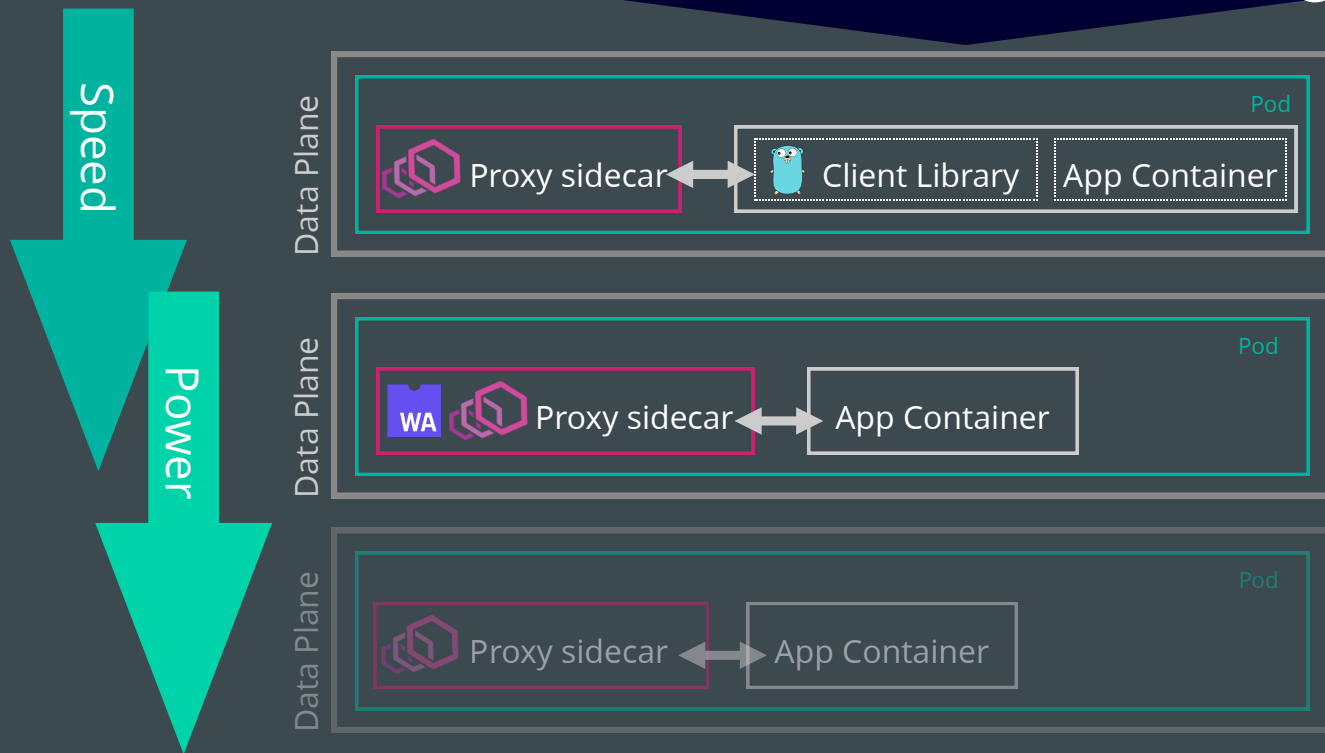 Speed
Power
Data Plane
Pod
Proxy sidecar
Client Library
App Container
Data Plane
Pod
WA
Proxy sidecar
App Container
Data Plane
Pod
Proxy sidecar
App Container